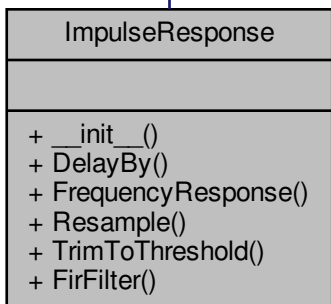 ImpulseResponse
+ __init__()
+ DelayBy()
+ FrequencyResponse()
+ Resample()
+ TrimToThreshold()
+ FirFilter()